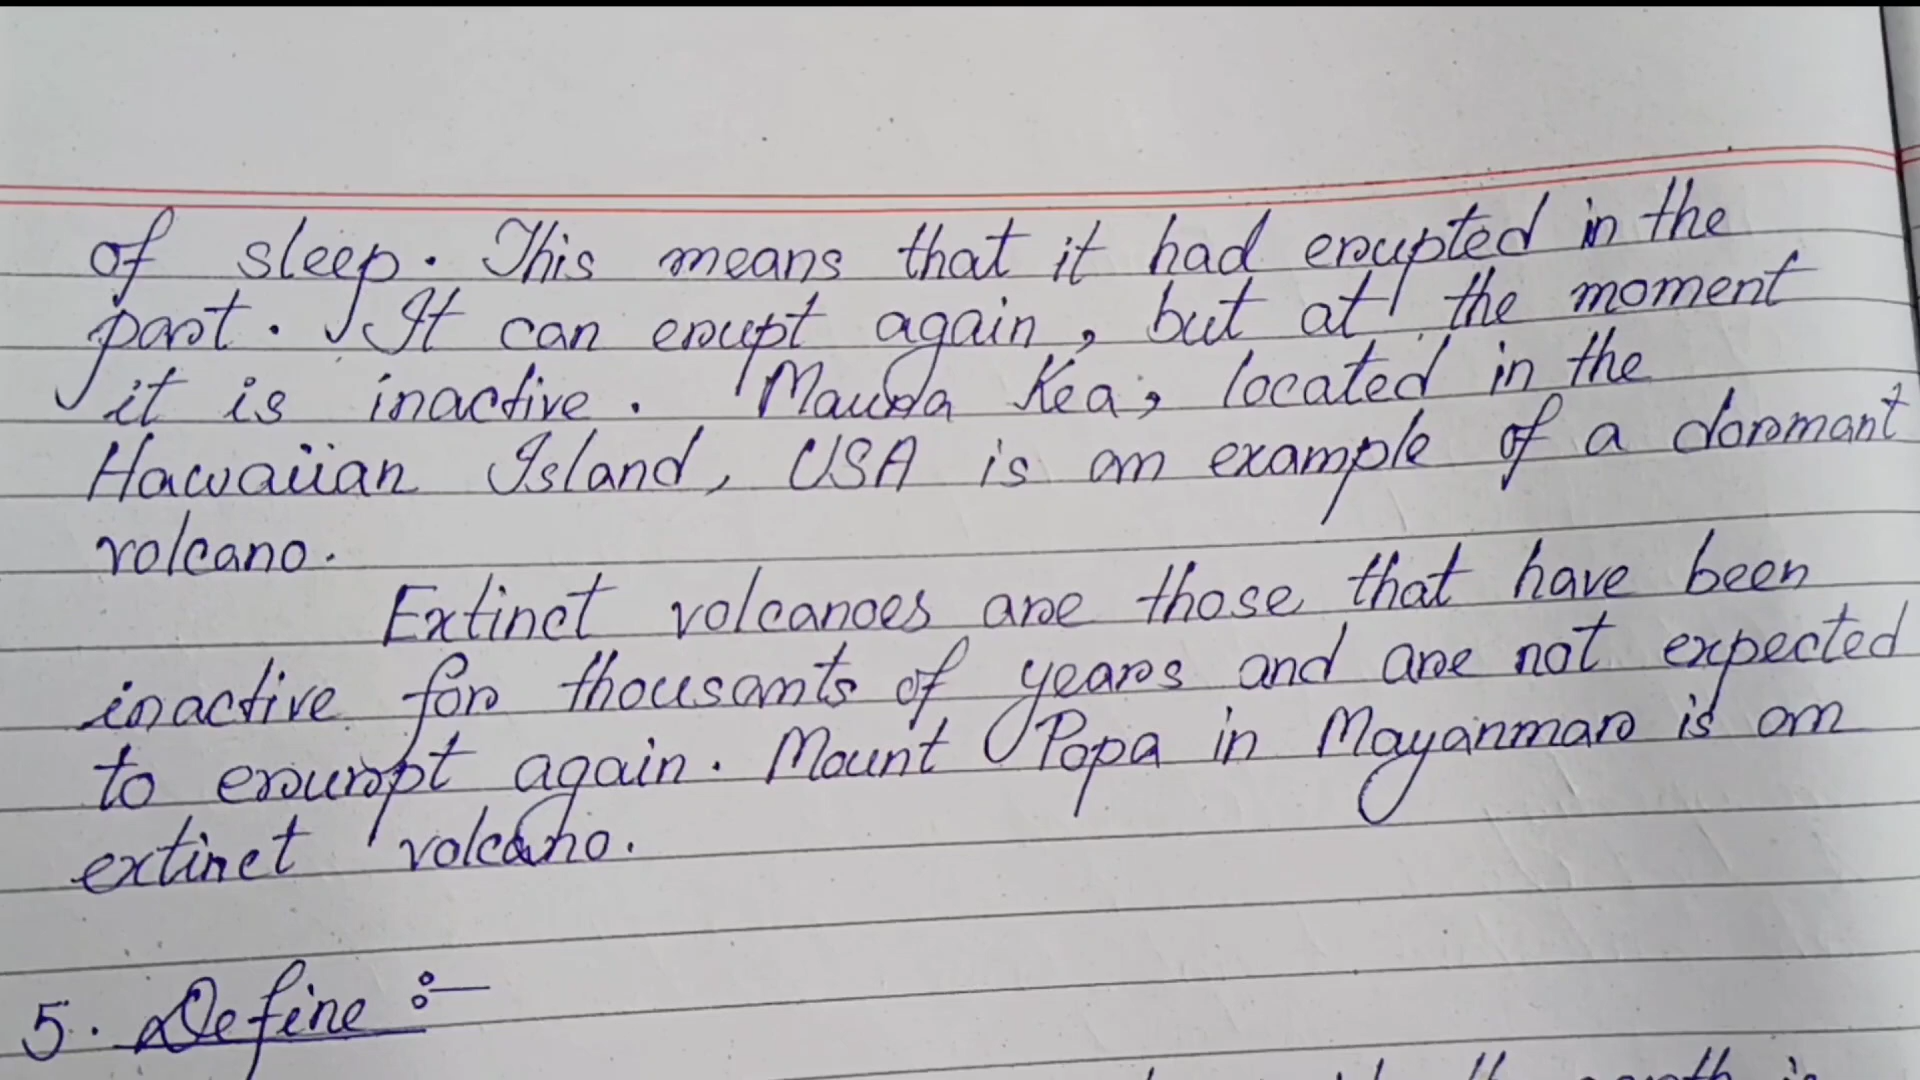 of sleep. This means that it had erupted in the
past. It can erupt again, but at the moment
it is inactive. Mauna Kea, located in the
Hawaiian Island, USA is an example of a dormant
volcano.
Extinct volcanoes are those that have been
inactive for thousants of years and are not expected
to erurpt again. Mount Popa in Mayanmar is an
extinct volcano.
5. Define :-